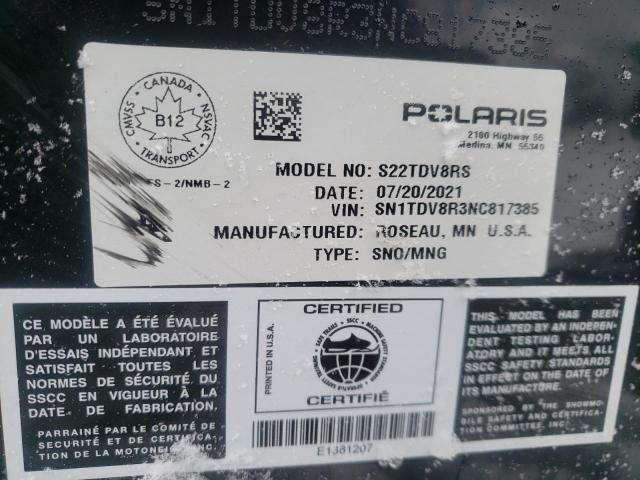 CANADA
CMVSS
NSVAC
B12
TRANSPORT
S-2/NMB-2
POLARIS
2100 Highway 55
Medina, MN 55340
MODEL NO: S22TDV8RS
DATE: 07/20/2021
VIN: SN1TDV8R3NC817385
MANUFACTURED: ROSEAU, MN U.S.A.
TYPE: SNO/MNG
CE MODÈLE A ÉTÉ ÉVALUÉ
PAR UN LABORATOIRE
D'ESSAIS INDÉPENDANT ET
SATISFAIT TOUTES LES
NORMES DE SÉCURITÉ DU
SSCC EN VIGUEUR À LA
DATE DE FABRICATION.
PARRAINÉ PAR LE COMITÉ DE
SÉCURITÉ ET DE CERTIFICA-
TION DE LA MOTONEIGE, INC.
PRINTED IN U.S.A.
CERTIFIED
SAFE TRAILS · SSCC · MACHINE SAFETY
CERTIFIÉ
E1381207
THIS MODEL HAS BEEN
EVALUATED BY AN INDEPEN-
DENT TESTING LABOR-
ATORY AND IT MEETS ALL
SSCC SAFETY STANDARDS
IN EFFECT ON THE DATE OF
ITS MANUFACTURE.
SPONSORED BY THE SNOWMO-
BILE SAFETY AND CERTIFICA-
TION COMMITTEE, INC.